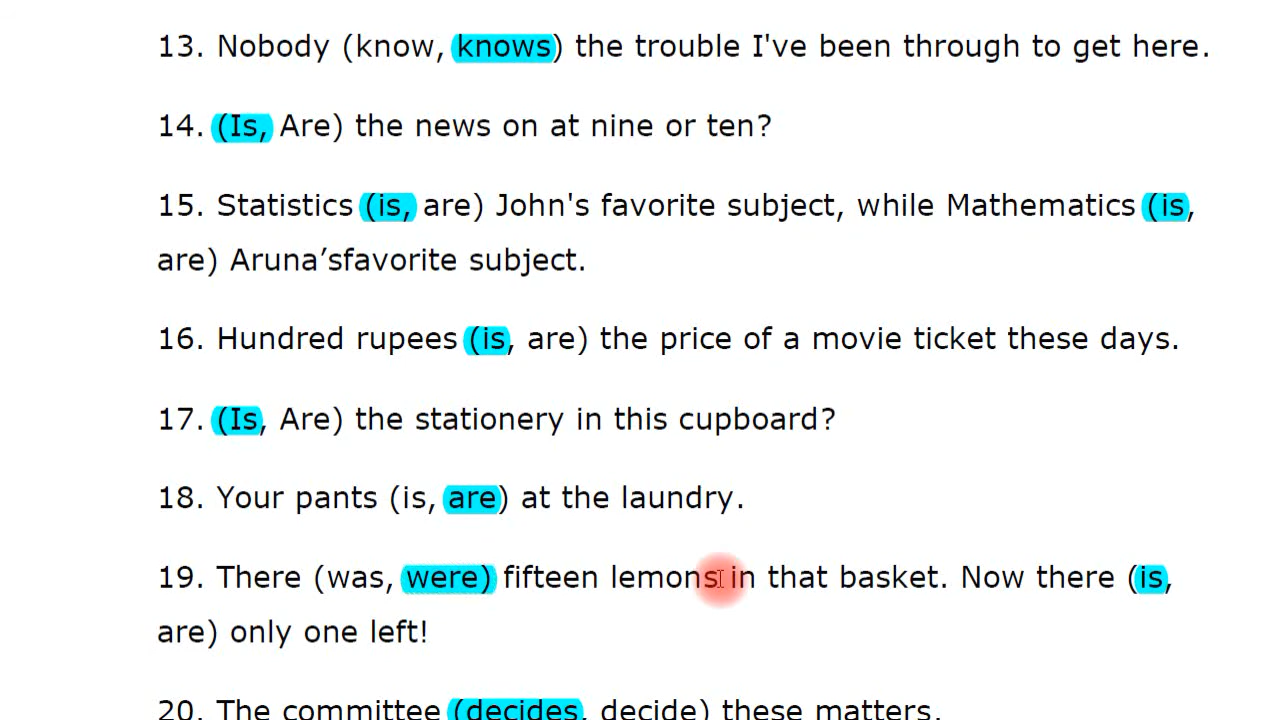 13. Nobody (know, knows) the trouble I've been through to get here.
14. (Is, Are) the news on at nine or ten?
15. Statistics (is, are) John's favorite subject, while Mathematics (is,
are) Aruna’sfavorite subject.
16. Hundred rupees (is, are) the price of a movie ticket these days.
17. (Is, Are) the stationery in this cupboard?
18. Your pants (is, are) at the laundry.
19. There (was, were) fifteen lemons in that basket. Now there (is,
are) only one left!
20. The committee (decides, decide) these matters.